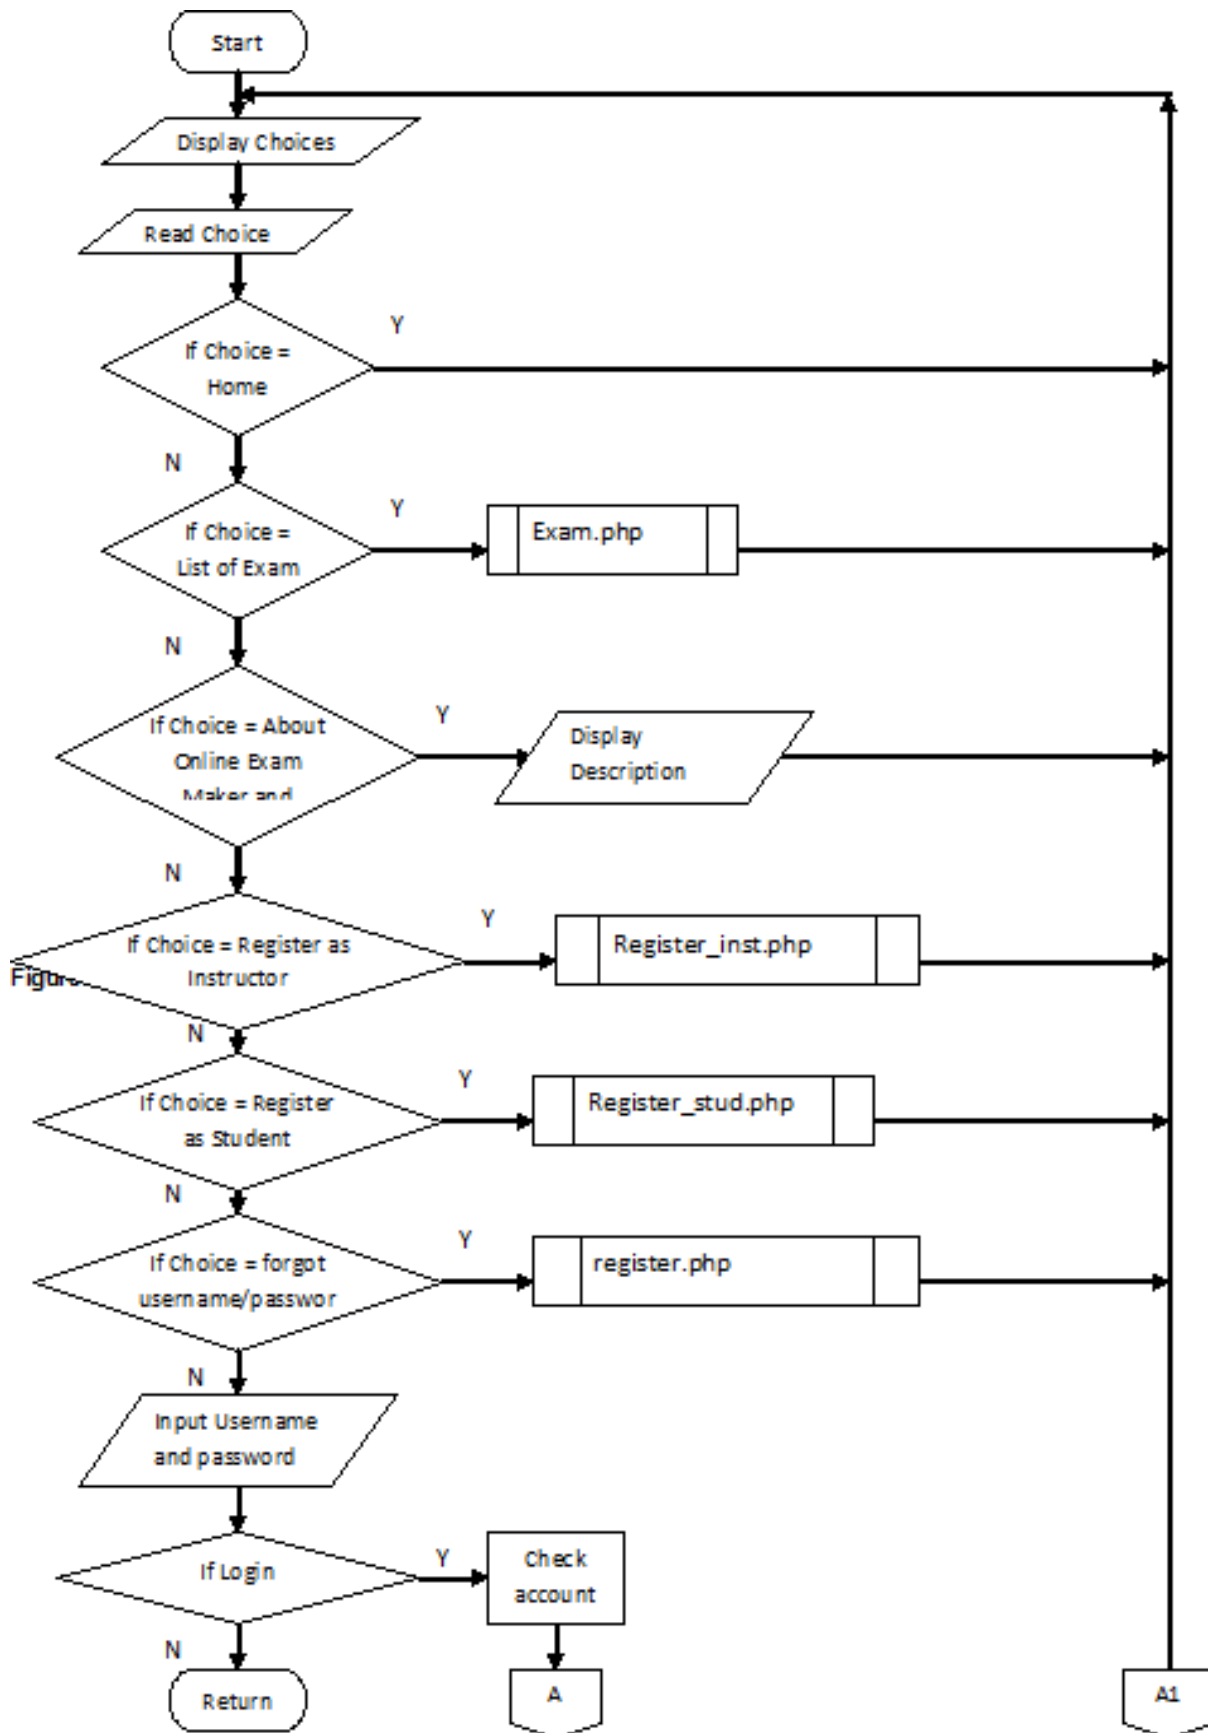 Start
Display Choices
Read Choice
If Choice =
Home
Y
N
If Choice =
List of Exam
Y
Exam.php
N
If Choice = About
Online Exam
Maker and
Y
Display
Description
N
If Choice = Register as
Instructor
Y
Register_inst.php
N
If Choice = Register
as Student
Y
Register_stud.php
N
If Choice = forgot
username/passwor
Y
register.php
N
Input Username
and password
If Login
Y
Check
account
N
Return
A
A1